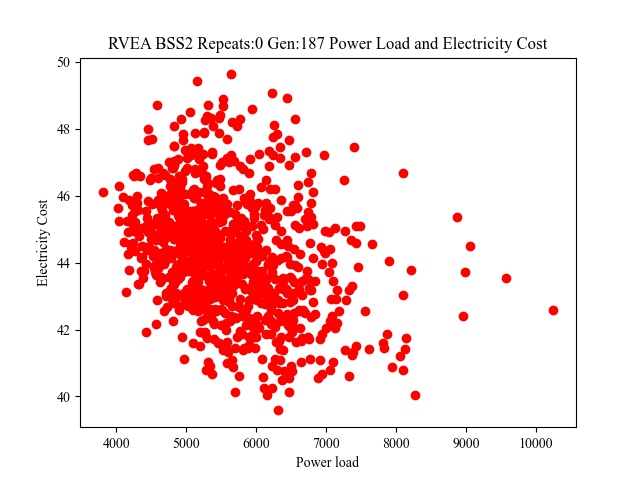 RVEA BSS2 Repeats:0 Gen:187 Power Load and Electricity Cost
50
48
46
44
42
40
Electricity Cost
4000 5000 6000 7000 8000 9000 10000
Power load